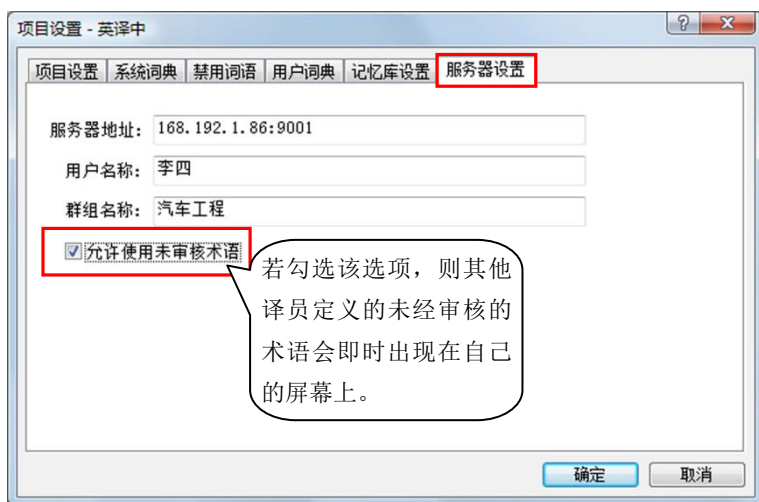 项目设置 - 英译中
项目设置 系统词典 禁用词语 用户词典 记忆库设置 服务器设置
服务器地址: 168.192.1.86:9001
用户名称: 李四
群组名称: 汽车工程
允许使用未审核术语
若勾选该选项，则其他
译员定义的未经审核的
术语会即时出现在自己
的屏幕上。
确定 取消